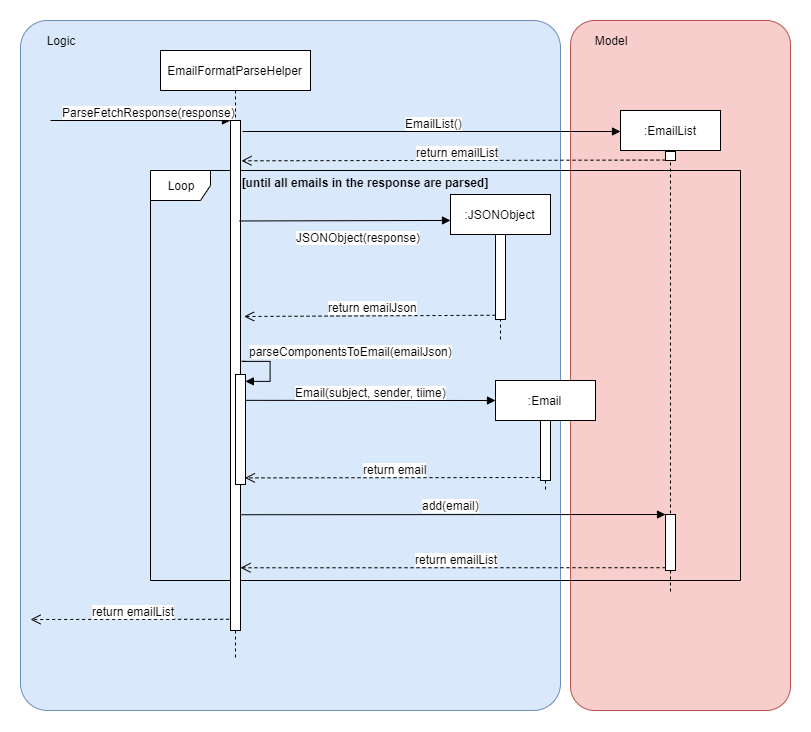 Logic
Model
EmailFormatParseHelper
ParseFetchResponse(response)
EmailList()
:EmailList
return emailList
Loop
[until all emails in the response are parsed]
:JSONObject
JSONObject(response)
return emailJson
parseComponentsToEmail(emailJson)
Email(subject, sender, tiime)
:Email
return email
add(email)
return emailList
return emailList